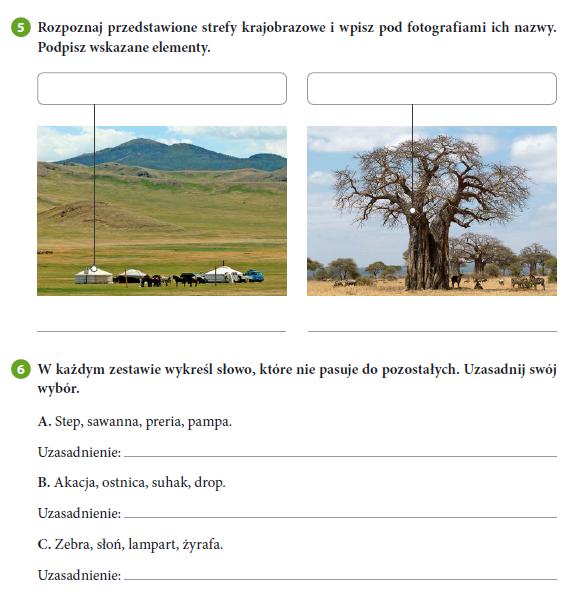 5 Rozpoznaj przedstawione strefy krajobrazowe i wpisz pod fotografiami ich nazwy.
Podpisz wskazane elementy.
6 W każdym zestawie wykreśl słowo, które nie pasuje do pozostałych. Uzasadnij swój
wybór.
A. Step, sawanna, preria, pampa.
Uzasadnienie:
B. Akacja, ostnica, suhak, drop.
Uzasadnienie:
C. Zebra, słoń, lampart, żyrafa.
Uzasadnienie: